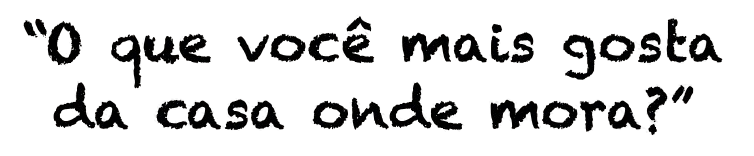 “O que você mais gosta
da casa onde mora?”